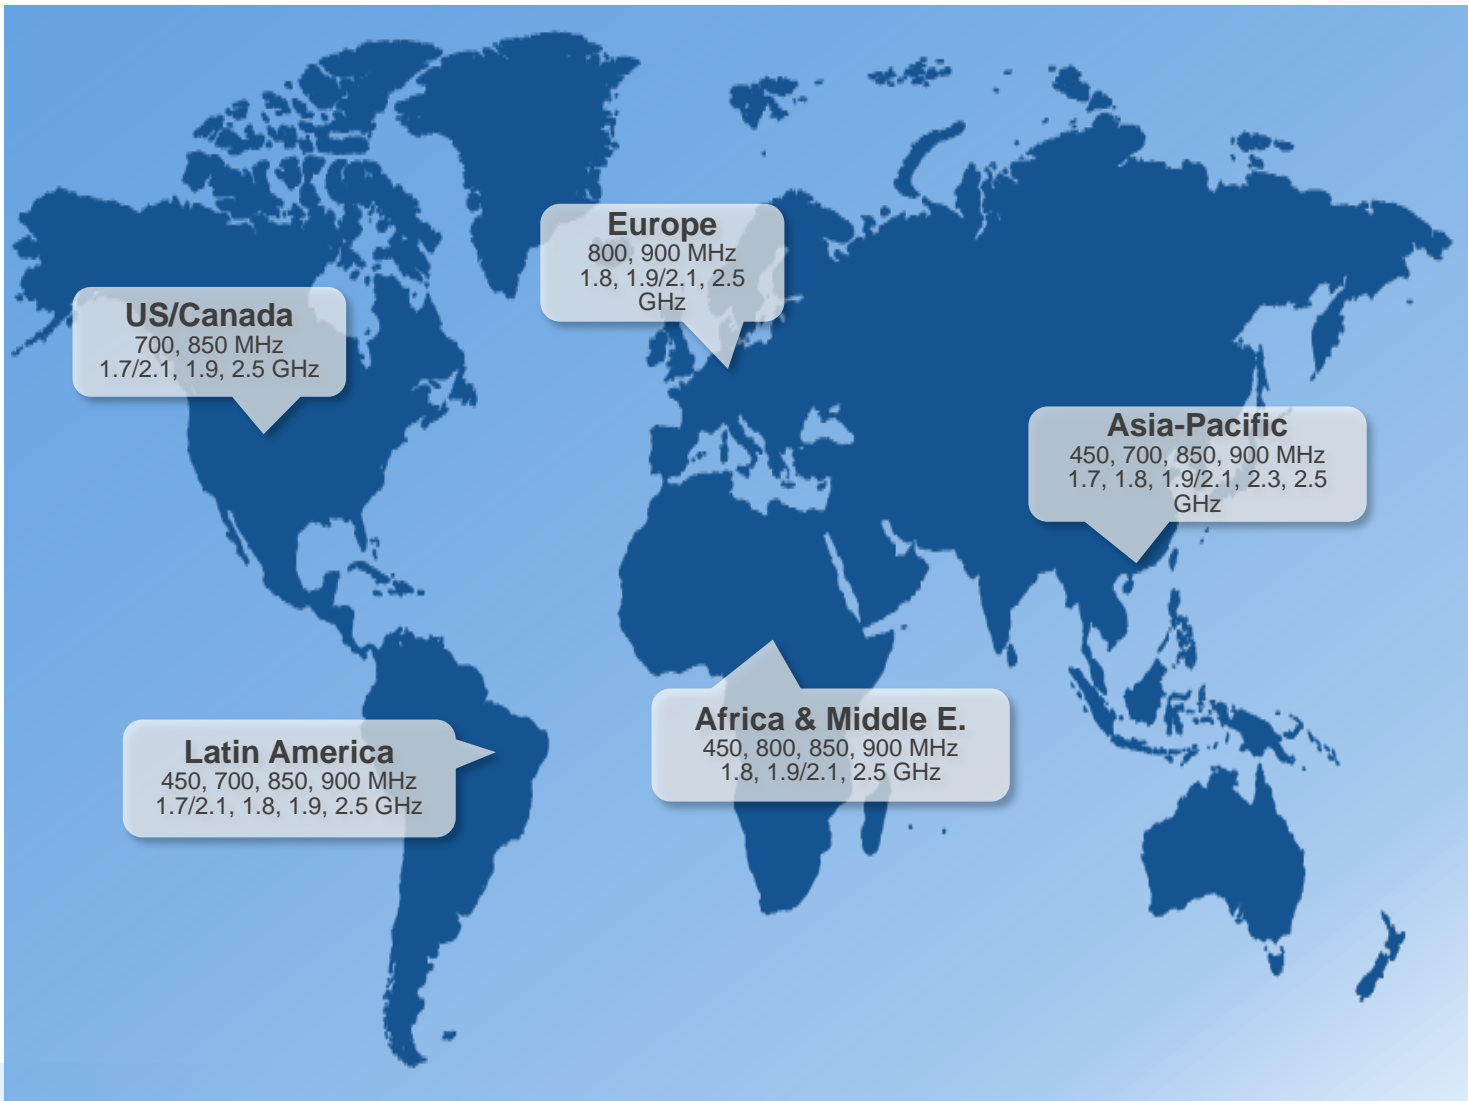 Europe
800, 900 MHz
1.8, 1.9/2.1, 2.5
GHz
US/Canada
700, 850 MHz
1.7/2.1, 1.9, 2.5 GHz
Asia-Pacific
450, 700, 850, 900 MHz
1.7, 1.8, 1.9/2.1, 2.3, 2.5
GHz
Africa & Middle E.
450, 800, 850, 900 MHz
1.8, 1.9/2.1, 2.5 GHz
Latin America
450, 700, 850, 900 MHz
1.7/2.1, 1.8, 1.9, 2.5 GHz